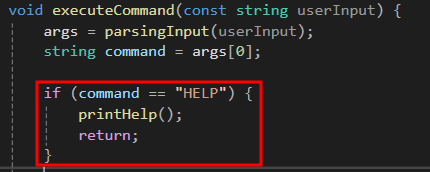 void executeCommand(const string userInput) {
args = parsingInput(userInput);
string command = args[0];
if (command == "HELP") {
printHelp();
return;
}